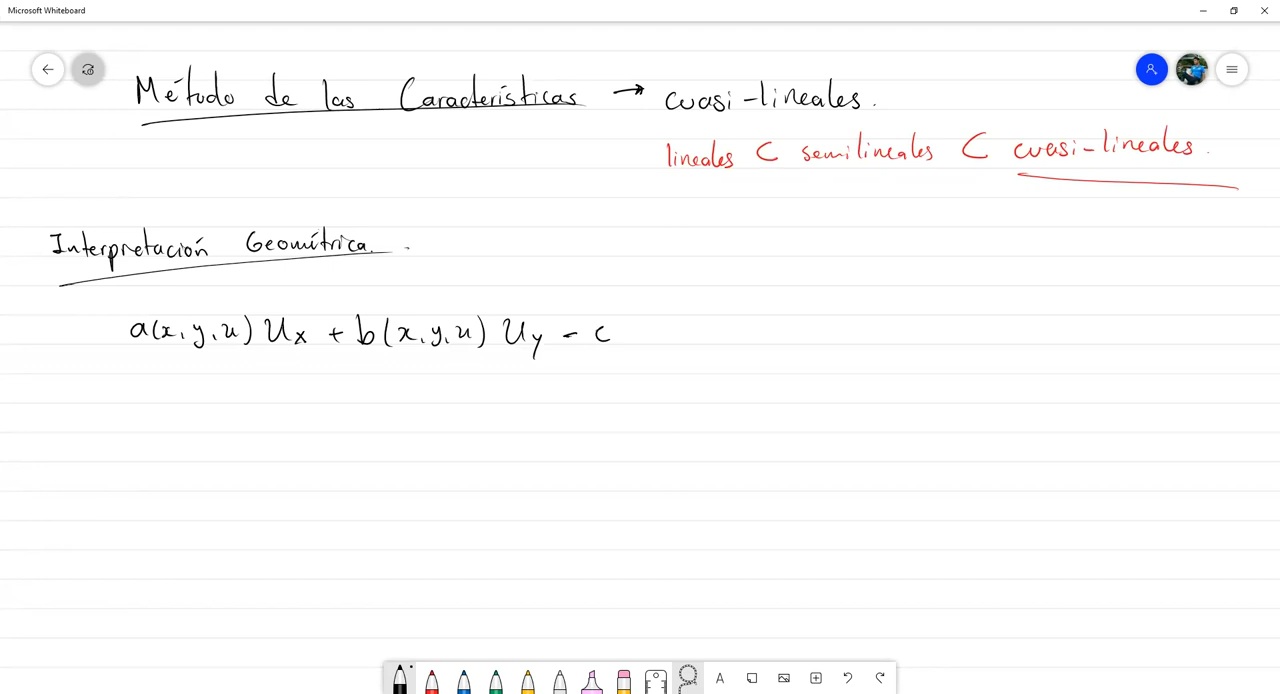 Microsoft Whiteboard
Método de las Características → cuasi-lineales.
lineales ⊂ semilineales ⊂ cuasi-lineales.
Interpretación Geométrica.
a(x,y,u) Ux + b(x,y,u) Uy - c
A